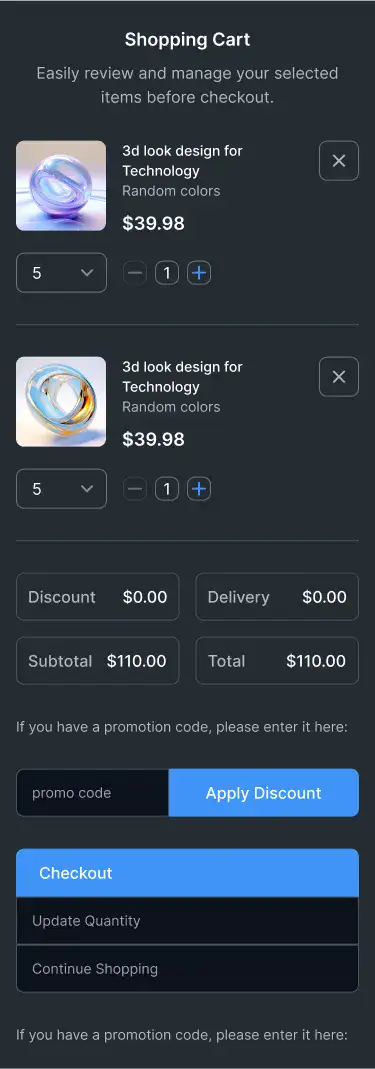 Shopping Cart
Easily review and manage your selected
items before checkout.
3d look design for
Technology
Random colors
$39.98
5
1
3d look design for
Technology
Random colors
$39.98
5
1
Discount $0.00
Delivery $0.00
Subtotal $110.00
Total $110.00
If you have a promotion code, please enter it here:
promo code
Apply Discount
Checkout
Update Quantity
Continue Shopping
If you have a promotion code, please enter it here: